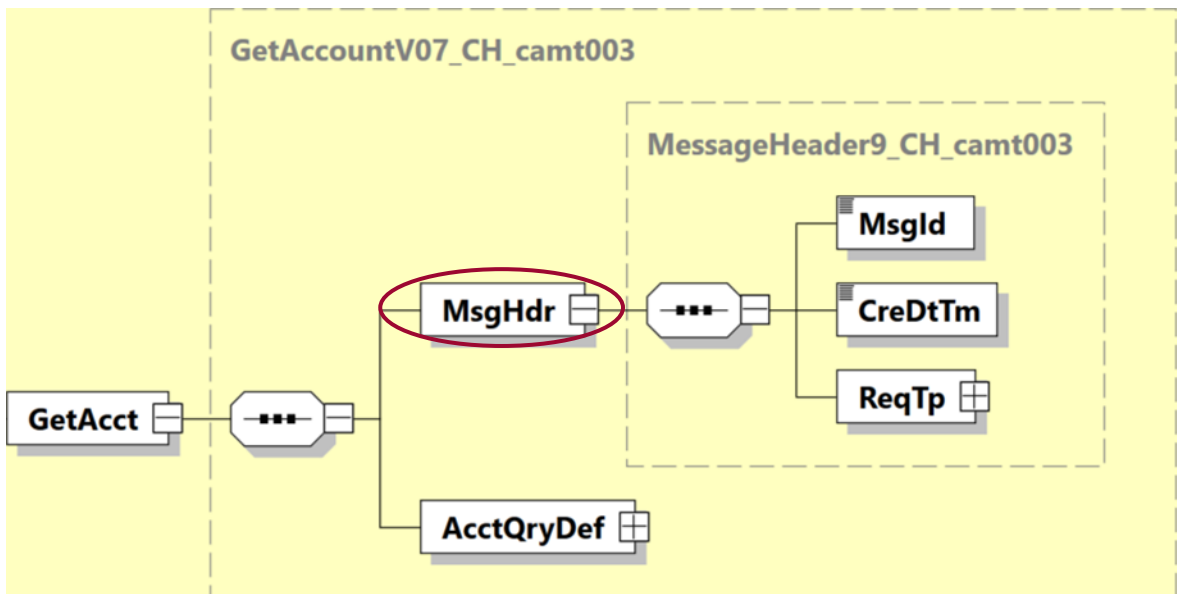 GetAccountV07_CH_camt003
MessageHeader9_CH_camt003
MsgId
CreDtTm
MsgHdr
ReqTp
GetAcct
AcctQryDef